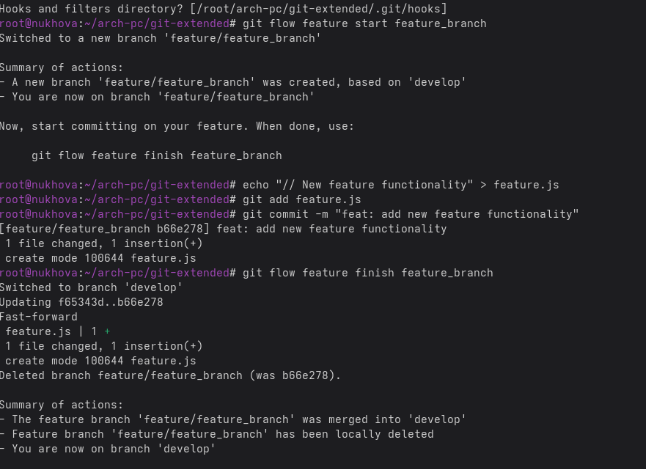 Hooks and filters directory? [/root/arch-pc/git-extended/.git/hooks]
root@nukhova:~/arch-pc/git-extended# git flow feature start feature_branch
Switched to a new branch 'feature/feature_branch'
Summary of actions:
- A new branch 'feature/feature_branch' was created, based on 'develop'
- You are now on branch 'feature/feature_branch'
Now, start committing on your feature. When done, use:
git flow feature finish feature_branch
root@nukhova:~/arch-pc/git-extended# echo "// New feature functionality" > feature.js
root@nukhova:~/arch-pc/git-extended# git add feature.js
root@nukhova:~/arch-pc/git-extended# git commit -m "feat: add new feature functionality"
[feature/feature_branch b66e278] feat: add new feature functionality
1 file changed, 1 insertion(+)
create mode 100644 feature.js
root@nukhova:~/arch-pc/git-extended# git flow feature finish feature_branch
Switched to branch 'develop'
Updating f65343d..b66e278
Fast-forward
feature.js | 1 +
1 file changed, 1 insertion(+)
create mode 100644 feature.js
Deleted branch feature/feature_branch (was b66e278).
Summary of actions:
- The feature branch 'feature/feature_branch' was merged into 'develop'
- Feature branch 'feature/feature_branch' has been locally deleted
- You are now on branch 'develop'